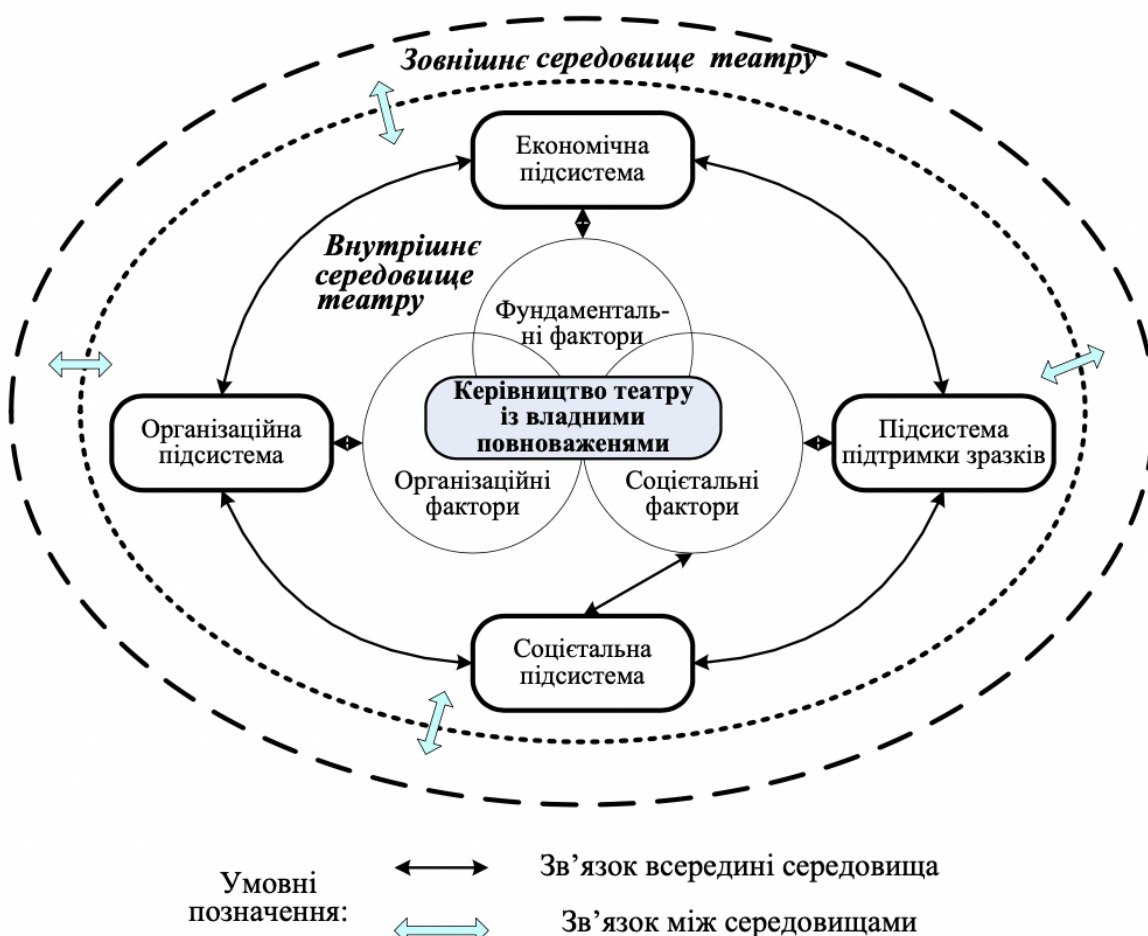 Зовнішнє середовище театру
Економічна
підсистема
Внутрішнє
середовище
театру
Фундаменталь-
ні фактори
Керівництво театру
із владними
повноваженями
Організаційна
підсистема
Підсистема
підтримки зразків
Організаційні
фактори
Соцієтальні
фактори
Соцієтальна
підсистема
Умовні
позначення:
Зв’язок всередині середовища
Зв’язок між середовищами